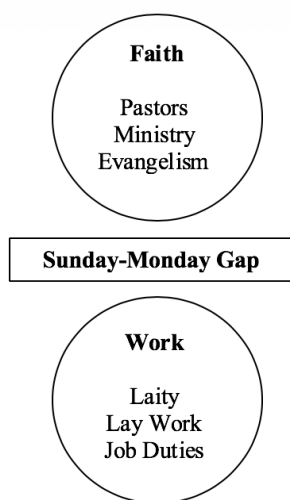 Faith
Pastors
Ministry
Evangelism
Sunday-Monday Gap
Work
Laity
Lay Work
Job Duties